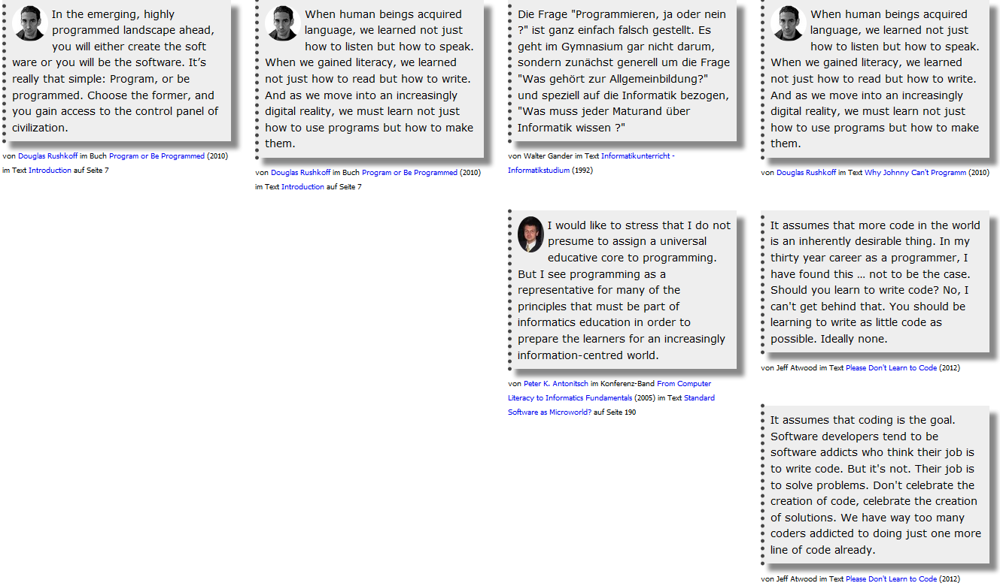 In the emerging, highly
programmed landscape ahead,
you will either create the soft
ware or you will be the software. It’s
really that simple: Program, or be
programmed. Choose the former, and
you gain access to the control panel of
civilization.
von Douglas Rushkoff im Buch Program or Be Programmed (2010)
im Text Introduction auf Seite 7
When human beings acquired
language, we learned not just
how to listen but how to speak.
When we gained literacy, we learned
not just how to read but how to write.
And as we move into an increasingly
digital reality, we must learn not just
how to use programs but how to make
them.
von Douglas Rushkoff im Buch Program or Be Programmed (2010)
im Text Introduction auf Seite 7
Die Frage "Programmieren, ja oder nein
?" ist ganz einfach falsch gestellt. Es
geht im Gymnasium gar nicht darum,
sondern zunächst generell um die Frage
"Was gehört zur Allgemeinbildung?"
und speziell auf die Informatik bezogen,
"Was muss jeder Maturand über
Informatik wissen ?"
von Walter Gander im Text Informatikunterricht -
Informatikstudium (1992)
I would like to stress that I do not
presume to assign a universal
educative core to programming.
But I see programming as a
representative for many of the
principles that must be part of
informatics education in order to
prepare the learners for an increasingly
information-centred world.
von Peter K. Antonitsch im Konferenz-Band From Computer
Literacy to Informatics Fundamentals (2005) im Text Standard
Software as Microworld? auf Seite 190
When human beings acquired
language, we learned not just
how to listen but how to speak.
When we gained literacy, we learned
not just how to read but how to write.
And as we move into an increasingly
digital reality, we must learn not just
how to use programs but how to make
them.
von Douglas Rushkoff im Text Why Johnny Can't Programm (2010)
It assumes that more code in the world
is an inherently desirable thing. In my
thirty year career as a programmer, I
have found this … not to be the case.
Should you learn to write code? No, I
can't get behind that. You should be
learning to write as little code as
possible. Ideally none.
von Jeff Atwood im Text Please Don't Learn to Code (2012)
It assumes that coding is the goal.
Software developers tend to be
software addicts who think their job is
to write code. But it's not. Their job is
to solve problems. Don't celebrate the
creation of code, celebrate the creation
of solutions. We have way too many
coders addicted to doing just one more
line of code already.
von Jeff Atwood im Text Please Don't Learn to Code (2012)